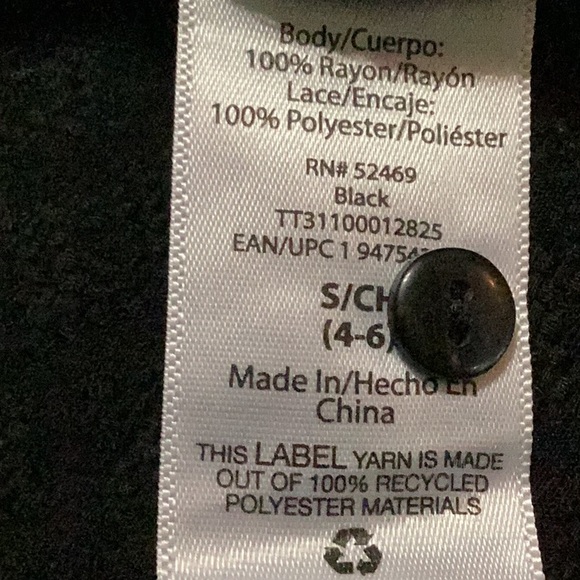 Body/Cuerpo:
100% Rayon/Rayón
Lace/Encaje:
100% Polyester/Poliéster
RN# 52469
Black
TT31100012825
EAN/UPC 1 94754
S/CH
(4-6)
Made In/Hecho En
China
THIS LABEL YARN IS MADE
OUT OF 100% RECYCLED
POLYESTER MATERIALS